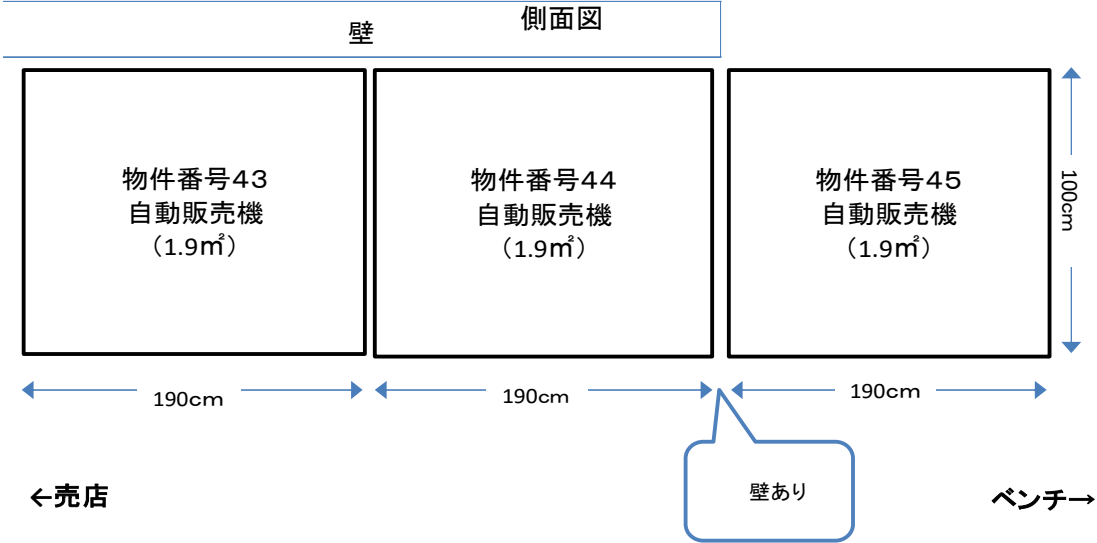 側面図
壁
物件番号43
自動販売機
（1.9㎡）
物件番号44
自動販売機
（1.9㎡）
物件番号45
自動販売機
（1.9㎡）
100cm
190cm
190cm
190cm
壁あり
←売店
ベンチ→